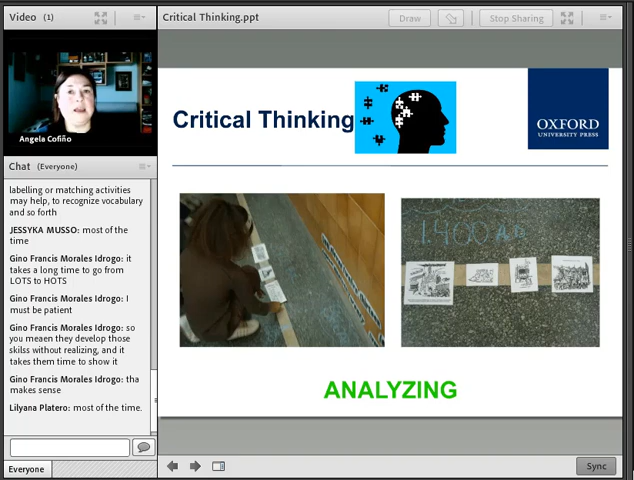 Video (1)
Critical Thinking.ppt
Draw
Stop Sharing
Angela Cofiño
Chat (Everyone)
labelling or matching activities
may help, to recognize vocabulary
and so forth
JESSYKA MUSSO: most of the
time
Gino Francis Morales Idrogo: it
takes a long time to go from
LOTS to HOTS
Gino Francis Morales Idrogo: I
must be patient
Gino Francis Morales Idrogo: so
you meaen they develop those
skilss without realizing, and it
takes them time to show it
Gino Francis Morales Idrogo: tha
makes sense
Lilyana Platero: most of the time.
Everyone
Critical Thinking
OXFORD
UNIVERSITY PRESS
1.400
ANALYZING
Sync